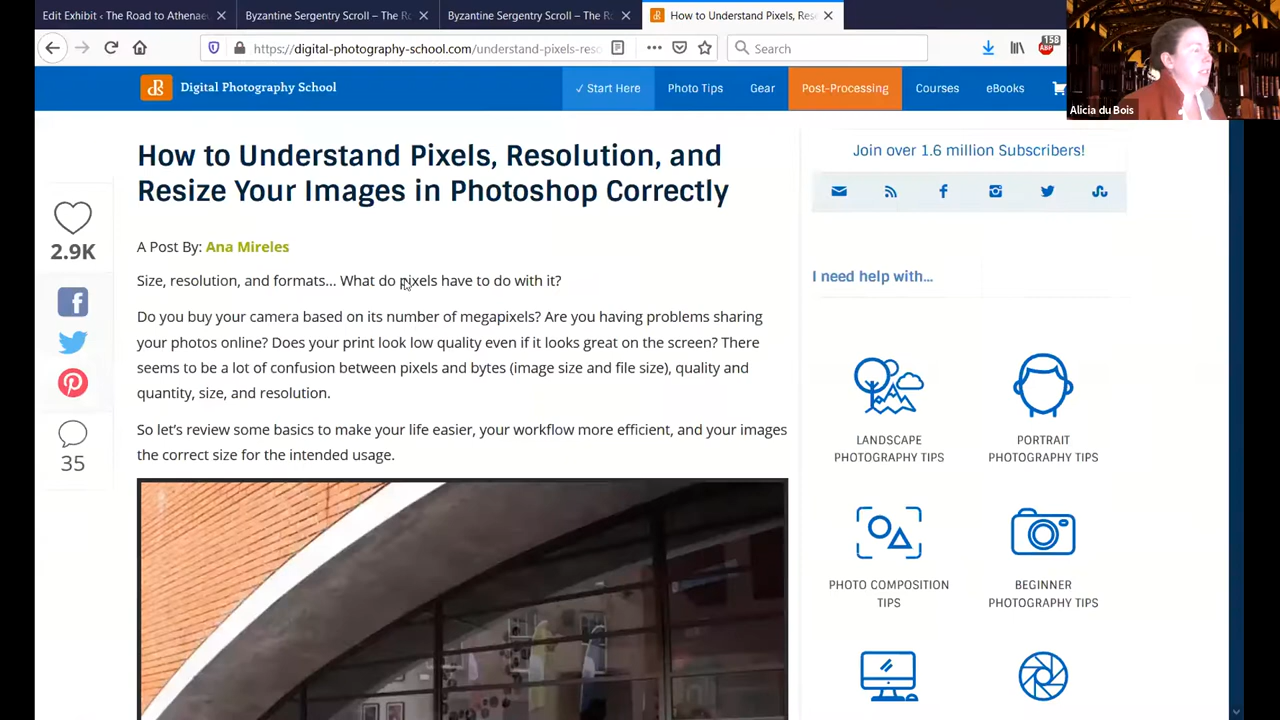 Edit Exhibit ‹ The Road to Athenaeu
Byzantine Sergentry Scroll – The Ro
Byzantine Sergentry Scroll – The Ro
How to Understand Pixels, Res
https://digital-photography-school.com/understand-pixels-reso
Search
158
ABP
Alicia du Bois
dPS
Digital Photography School
✓ Start Here
Photo Tips
Gear
Post-Processing
Courses
eBooks
How to Understand Pixels, Resolution, and
Resize Your Images in Photoshop Correctly
2.9K
35
A Post By: Ana Mireles
Size, resolution, and formats… What do pixels have to do with it?
Do you buy your camera based on its number of megapixels? Are you having problems sharing
your photos online? Does your print look low quality even if it looks great on the screen? There
seems to be a lot of confusion between pixels and bytes (image size and file size), quality and
quantity, size, and resolution.
So let’s review some basics to make your life easier, your workflow more efficient, and your images
the correct size for the intended usage.
Join over 1.6 million Subscribers!
I need help with...
LANDSCAPE
PHOTOGRAPHY TIPS
PORTRAIT
PHOTOGRAPHY TIPS
PHOTO COMPOSITION
TIPS
BEGINNER
PHOTOGRAPHY TIPS